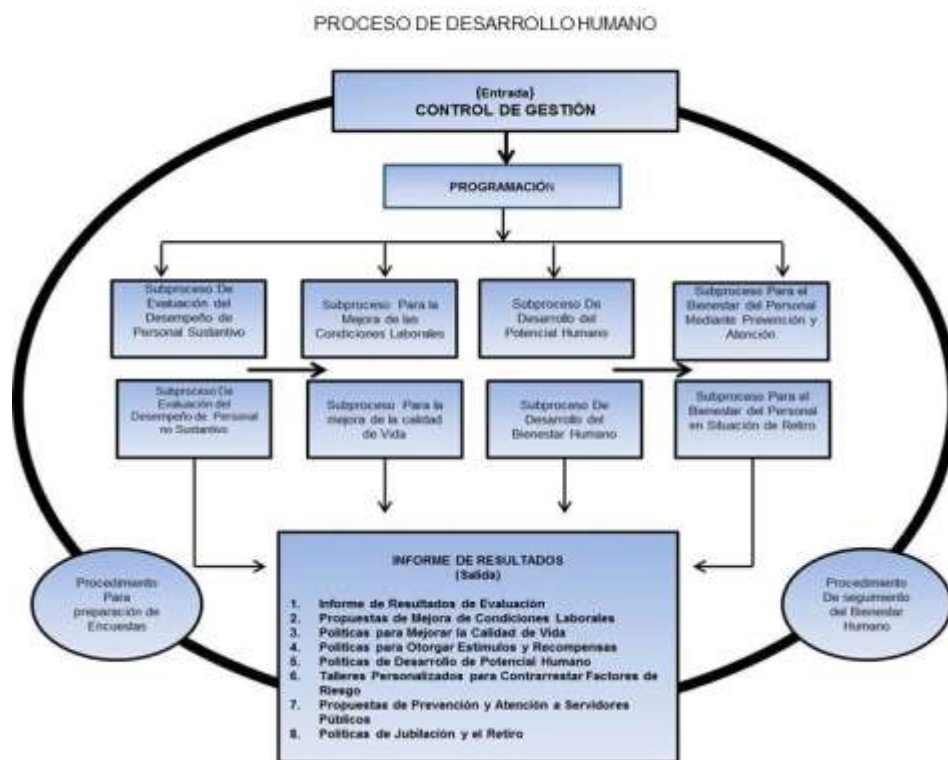 PROCESO DE DESARROLLO HUMANO
(Entrada)
CONTROL DE GESTIÓN
PROGRAMACIÓN
Subproceso De
Evaluación del
Desempeño de
Personal Sustantivo
Subproceso Para la
Mejora de las
Condiciones Laborales
Subproceso De
Desarrollo del
Potencial Humano
Subproceso Para el
Bienestar del Personal
Mediante Prevención y
Atención
Subproceso De
Evaluación del
Desempeño de Personal
no Sustantivo
Subproceso Para la
mejora de la calidad
de Vida
Subproceso De
Desarrollo del
Bienestar Humano
Subproceso Para el
Bienestar del Personal
en Situación de Retiro
Procedimiento
Para
preparación de
Encuestas
INFORME DE RESULTADOS
(Salida)
1. Informe de Resultados de Evaluación
2. Propuestas de Mejora de Condiciones Laborales
3. Políticas para Mejorar la Calidad de Vida
4. Políticas para Otorgar Estímulos y Recompensas
5. Políticas de Desarrollo de Potencial Humano
6. Talleres Personalizados para Contrarrestar Factores de
Riesgo
7. Propuestas de Prevención y Atención a Servidores
Públicos
8. Políticas de Jubilación y el Retiro
Procedimiento
De seguimiento
del Bienestar
Humano